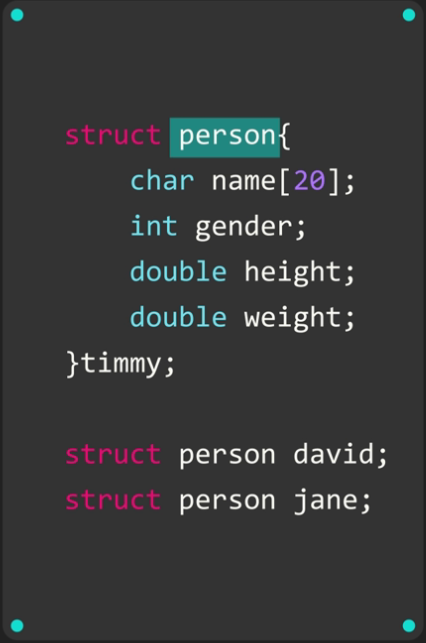 struct person{
    char name[20];
    int gender;
    double height;
    double weight;
}timmy;

struct person david;
struct person jane;